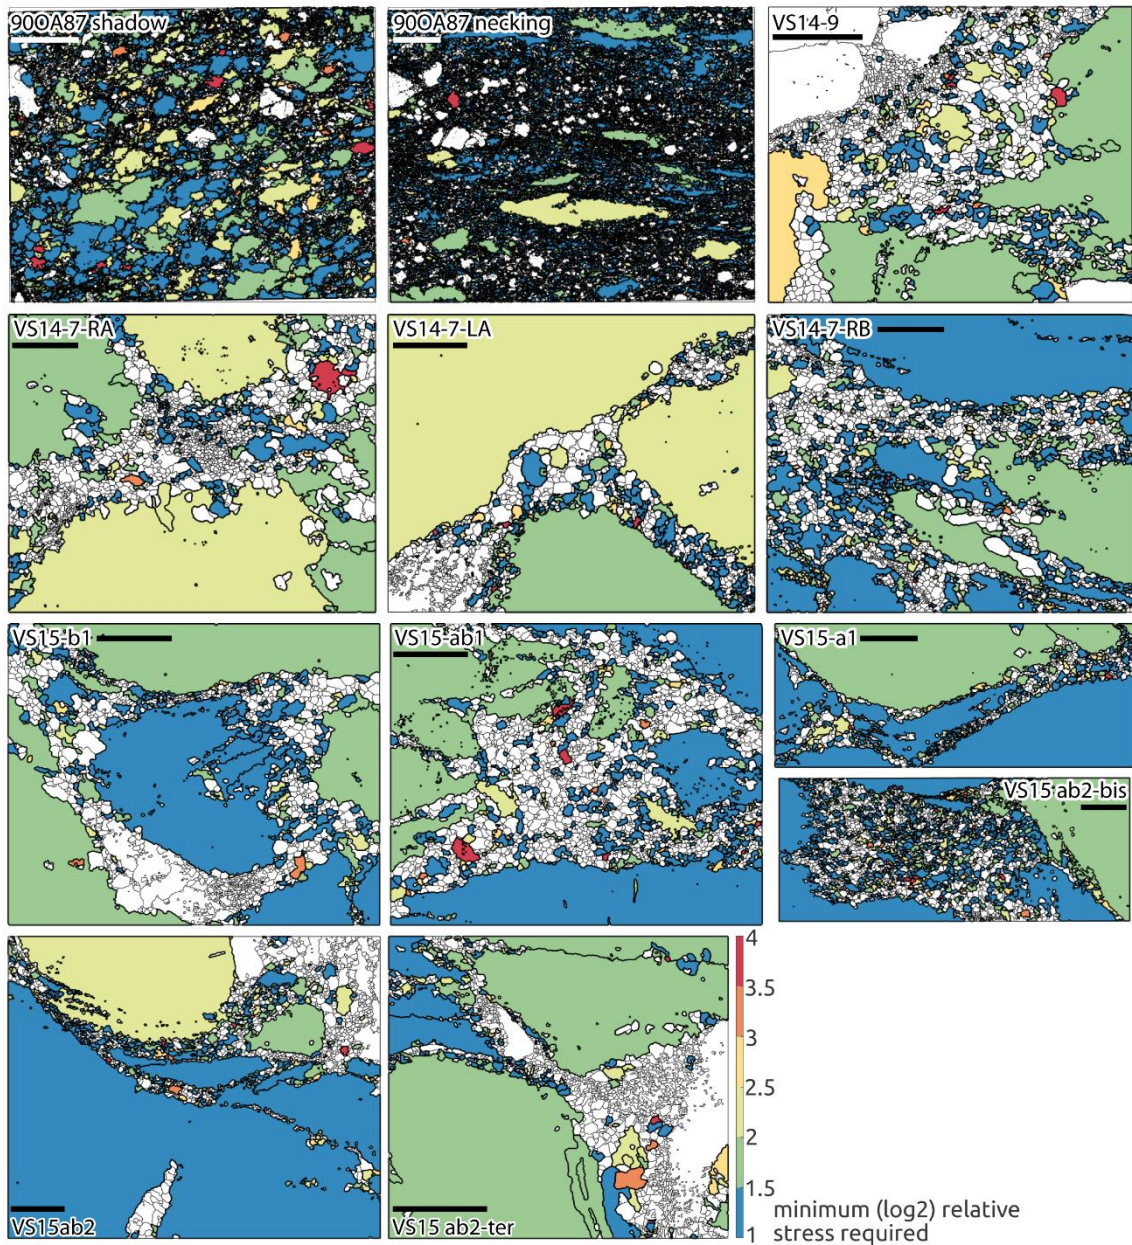 90OA87 shadow
90OA87 necking
VS14-9
VS14-7-RA
VS14-7-LA
VS14-7-RB
VS15-b1
VS15-ab1
VS15-a1
VS15 ab2-bis
VS15ab2
VS15 ab2-ter
4
3.5
3
2.5
2
1.5
1
minimum (log2) relative
stress required